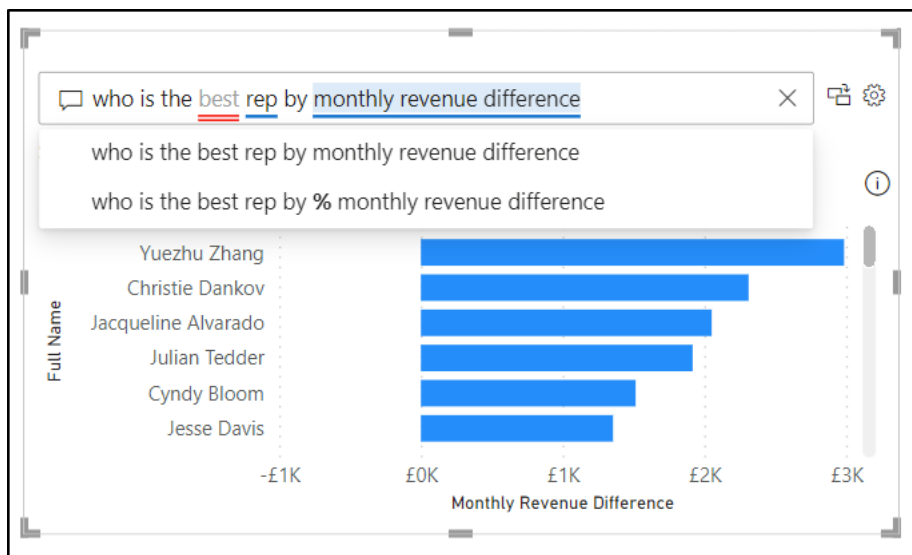 who is the best rep by monthly revenue difference
who is the best rep by monthly revenue difference
who is the best rep by % monthly revenue difference
Full Name
Yuezhu Zhang
Christie Dankov
Jacqueline Alvarado
Julian Tedder
Cyndy Bloom
Jesse Davis
-£1K £0K £1K £2K £3K
Monthly Revenue Difference